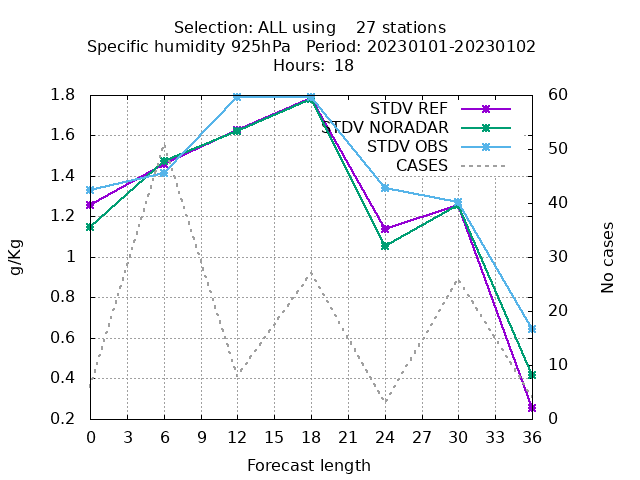 Selection: ALL using    27 stations
Specific humidity 925hPa   Period: 20230101-20230102
Hours:  18
STDV REF
STDV NORADAR
STDV OBS
CASES
1.8
1.6
1.4
1.2
1
0.8
0.6
0.4
0.2
g/Kg
60
50
40
30
20
10
0
No cases
0 3 6 9 12 15 18 21 24 27 30 33 36
Forecast length